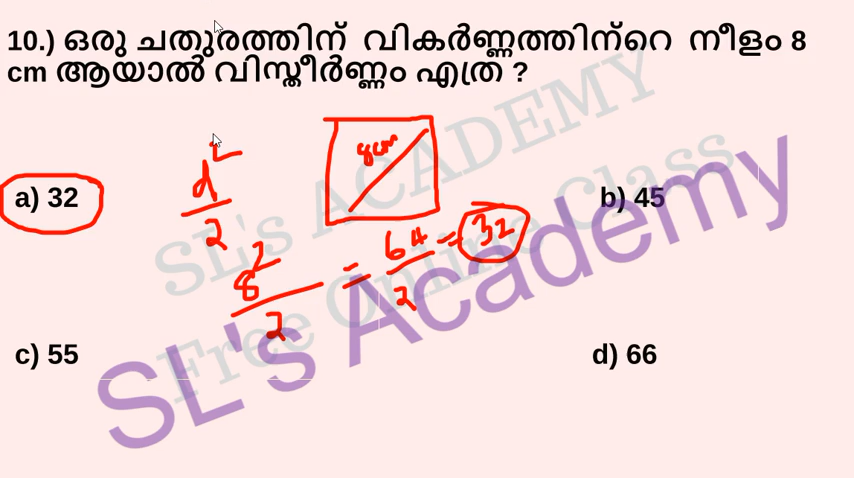 10.) ഒരു ചതുരത്തിന് വികർണ്ണത്തിന്റെ നീളം 8
cm ആയാൽ വിസ്തീർണ്ണം എത്ര ?
8cm
d²/2
a) 32
b) 45
8²/2 = 64/2 = 32
c) 55
d) 66
SL's ACADEMY
Free Online Class
SL's Academy